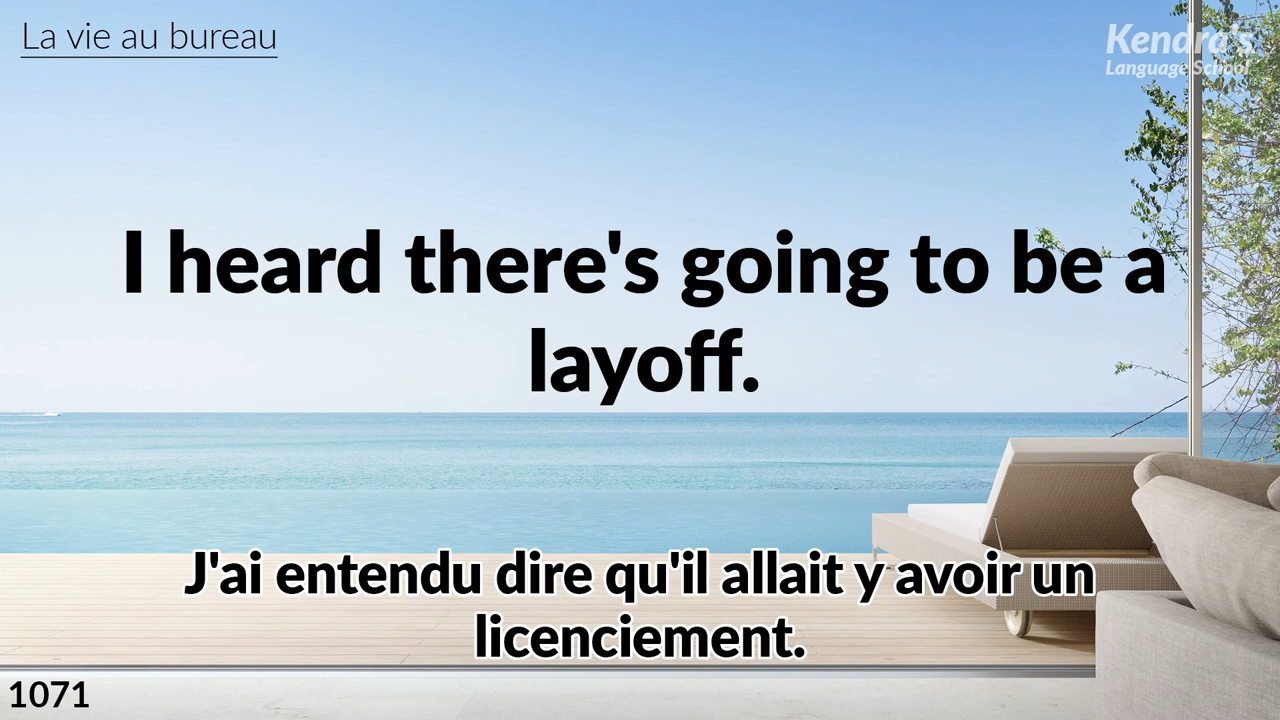 La vie au bureau
Kendra's
Language School
I heard there's going to be a
layoff.
J'ai entendu dire qu'il allait y avoir un
licenciement.
1071